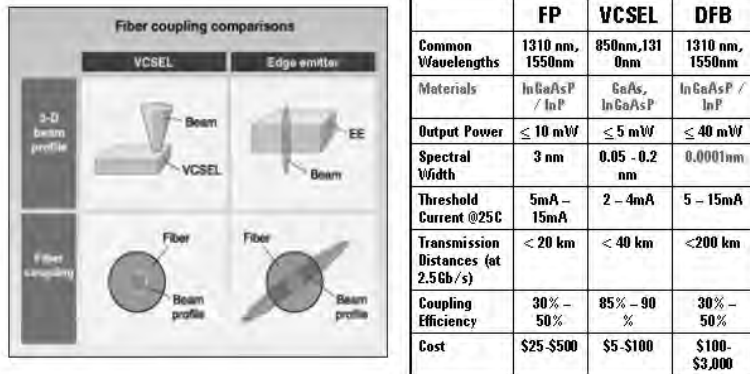 Fiber coupling comparisons
VCSEL
Edge emitter
3-D
beam
profile
Beam
VCSEL
EE
Beam
Fiber
coupling
Fiber
Beam
profile
Fiber
Beam
profile
FP
VCSEL
DFB
Common
Wavelengths
1310 nm,
1550nm
850nm,131
0nm
1310 nm,
1550nm
Materials
InGaAsP
/ InP
GaAs,
InGaAsP
InGaAsP /
InP
Output Power
≤ 10 mW
≤ 5 mW
≤ 40 mW
Spectral
Width
3 nm
0.05 - 0.2
nm
0.0001nm
Threshold
Current @25C
5mA –
15mA
2 – 4mA
5 – 15mA
Transmission
Distances (at
2.5Gb/s)
< 20 km
< 40 km
<200 km
Coupling
Efficiency
30% –
50%
85% – 90
%
30% –
50%
Cost
$25-$500
$5-$100
$100-
$3,000